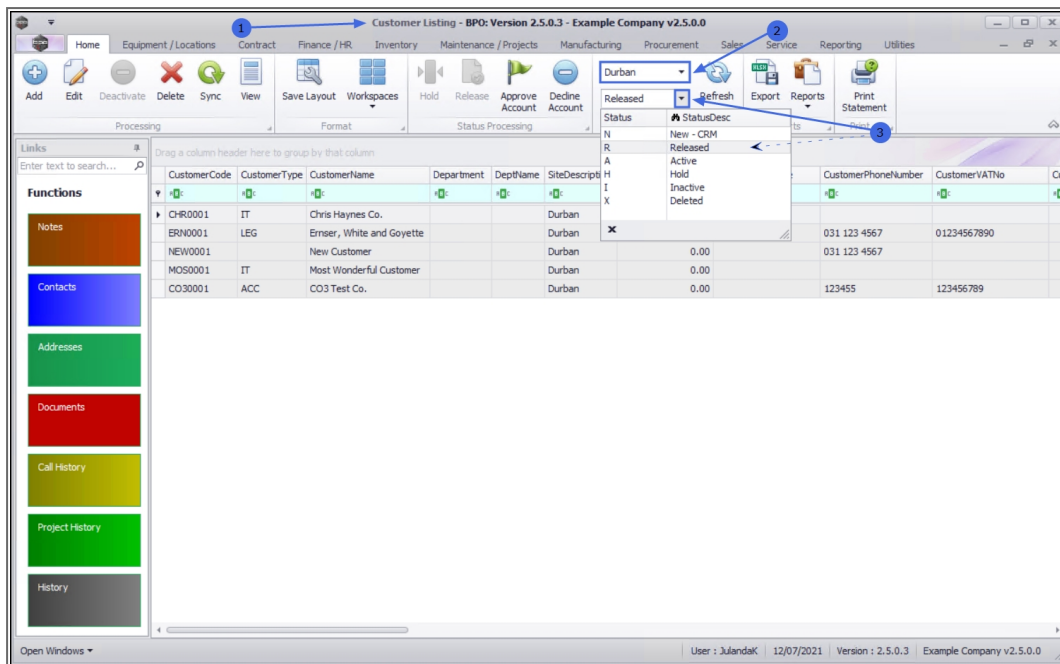 Customer Listing - BPO: Version 2.5.0.3 - Example Company v2.5.0.0
1
2
3
Home Equipment / Locations Contract Finance / HR Inventory Maintenance / Projects Manufacturing Procurement Sales Service Reporting Utilities
Add Edit Deactivate Delete Sync View Save Layout Workspaces Hold Release Approve Account Decline Account
Durban
Released
Refresh Export Reports Print Statement
Processing Format Status Processing
Status StatusDesc
N New - CRM
R Released
A Active
H Hold
I Inactive
X Deleted
Links
Enter text to search...
Functions
Notes
Contacts
Addresses
Documents
Call History
Project History
History
Drag a column header here to group by that column
CustomerCode CustomerType CustomerName Department DeptName SiteDescripti CustomerPhoneNumber CustomerVATNo
CHR0001 IT Chris Haynes Co. Durban
ERN0001 LEG Ernser, White and Goyette Durban 031 123 4567 01234567890
NEW0001 New Customer Durban 0.00 031 123 4567
MOS0001 IT Most Wonderful Customer Durban 0.00
CO30001 ACC CO3 Test Co. Durban 0.00 123455 123456789
Open Windows User : JulandaK 12/07/2021 Version : 2.5.0.3 Example Company v2.5.0.0